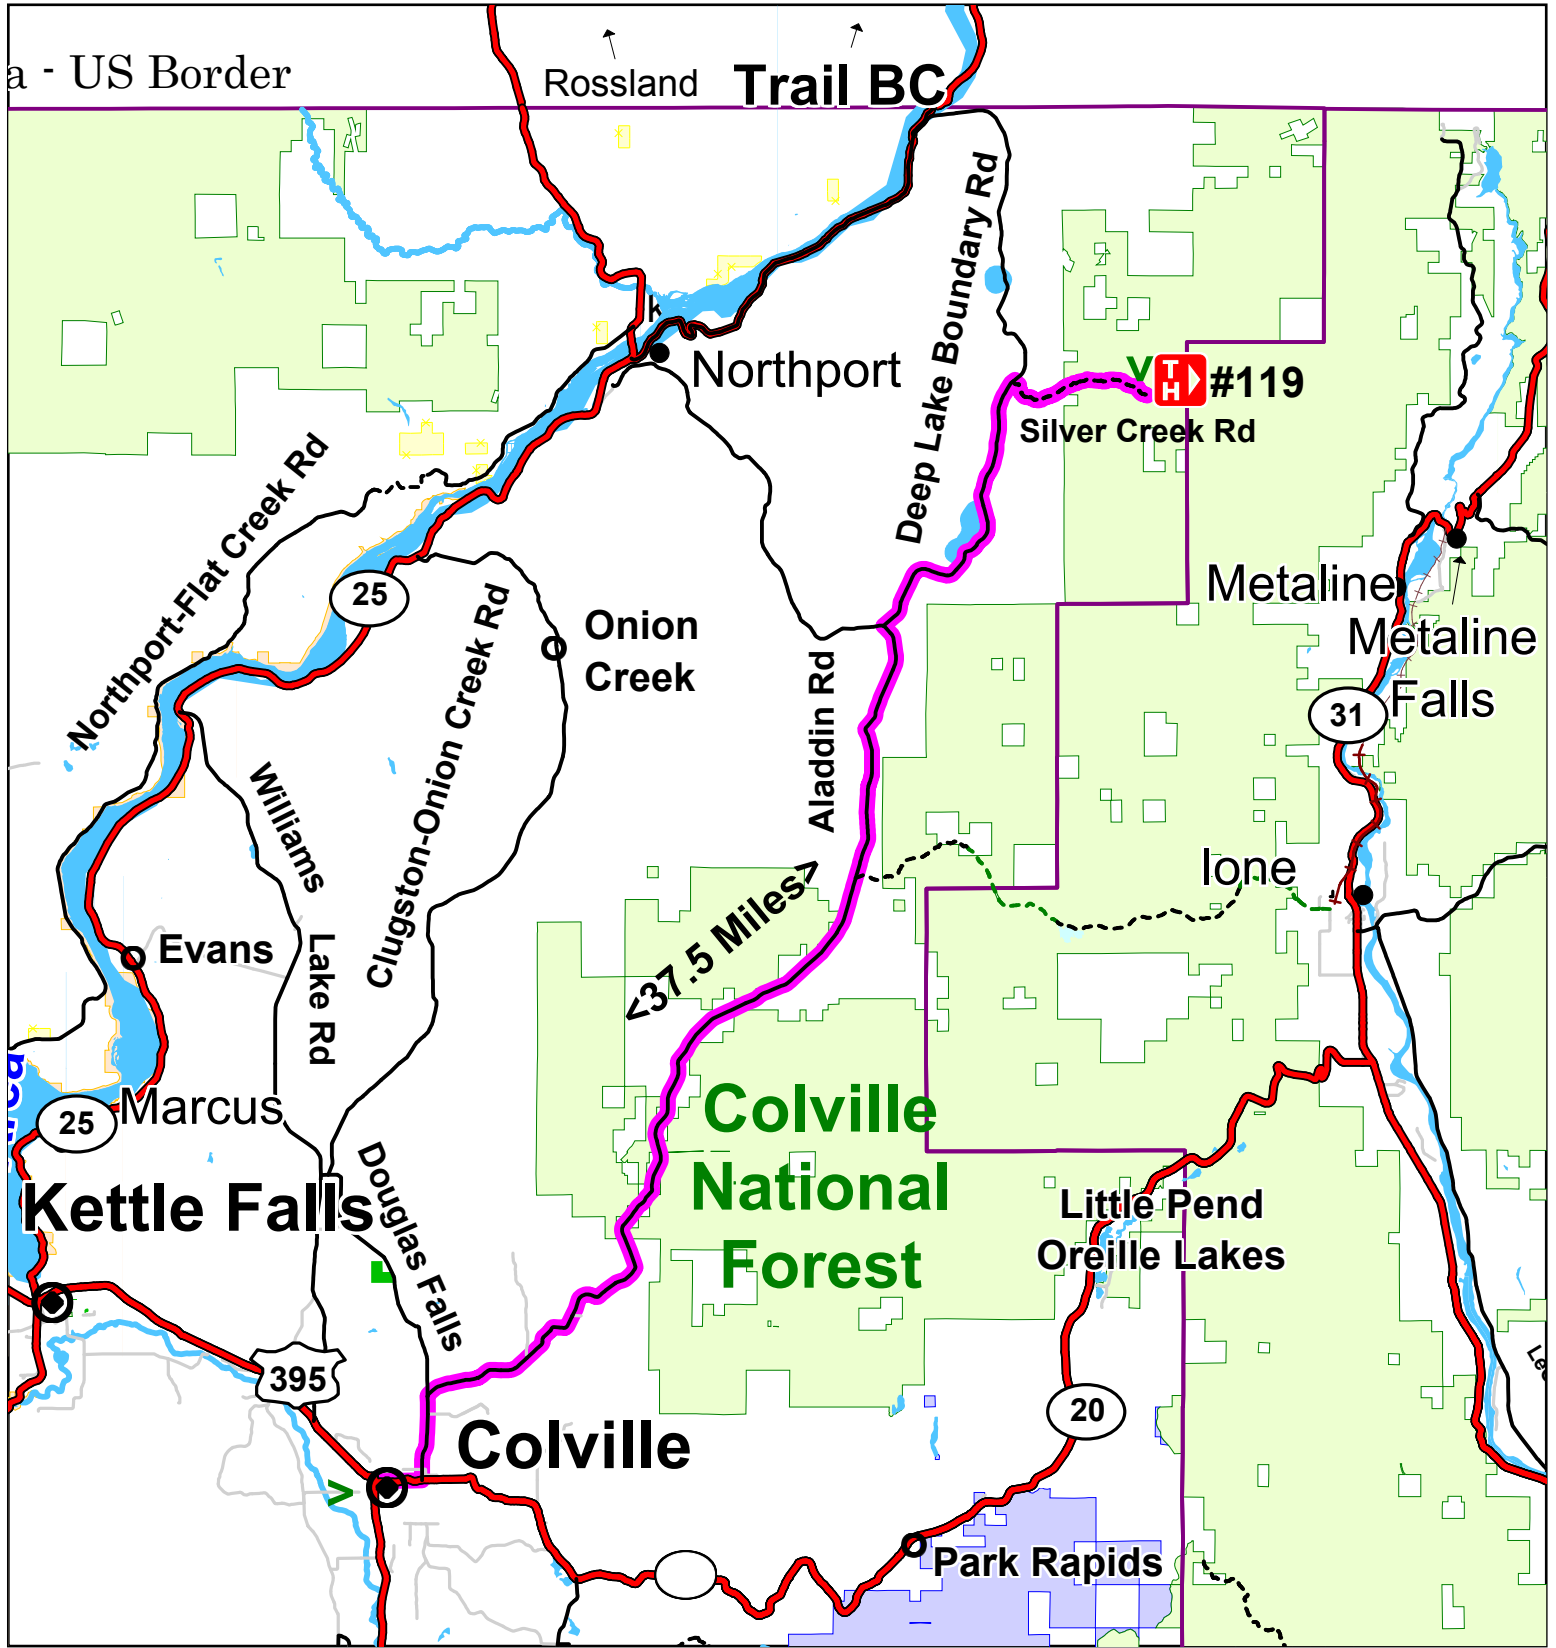 a - US Border
Rossland
Trail BC
Deep Lake Boundary Rd
k
Northport
TH
#119
Silver Creek Rd
Northport-Flat Creek Rd
25
Clugston-Onion Creek Rd
Onion
Creek
Metaline
Metaline
Falls
31
Aladdin Rd
Williams
Lake Rd
Ione
<37.5 Miles>
Evans
25
Marcus
Colville
National
Forest
Kettle Falls
Douglas Falls
Little Pend
Oreille Lakes
395
20
Colville
Park Rapids